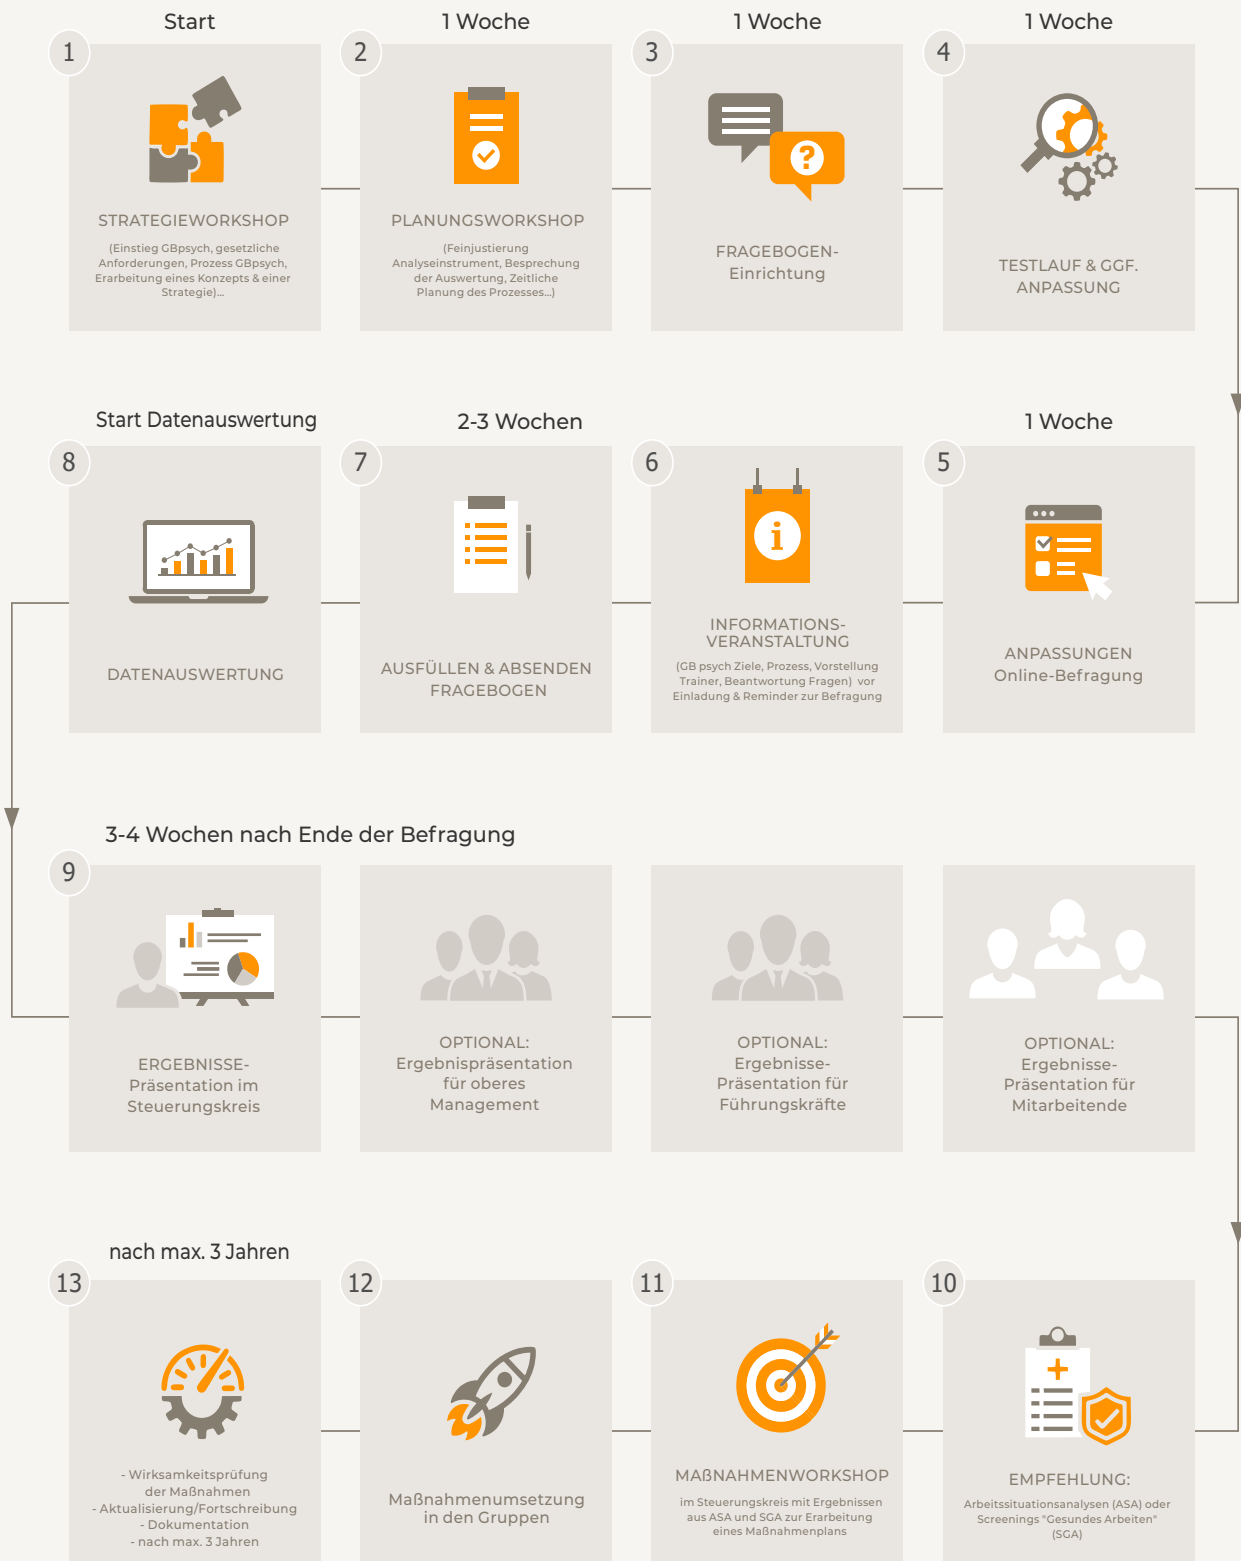 Start
1 Woche
1 Woche
1 Woche
1
2
3
4
STRATEGIEWORKSHOP
(Einstieg GBpsych, gesetzliche
Anforderungen, Prozess GBpsych,
Erarbeitung eines Konzepts & einer
Strategie)...
PLANUNGSWORKSHOP
(Feinjustierung
Analyseinstrument, Besprechung
der Auswertung, Zeitliche
Planung des Prozesses...)
?
FRAGEBOGEN-
Einrichtung
TESTLAUF & GGF.
ANPASSUNG
Start Datenauswertung
2-3 Wochen
1 Woche
8
7
6
5
DATENAUSWERTUNG
AUSFÜLLEN & ABSENDEN
FRAGEBOGEN
i
INFORMATIONS-
VERANSTALTUNG
(GB psych Ziele, Prozess, Vorstellung
Trainer, Beantwortung Fragen) vor
Einladung & Reminder zur Befragung
ANPASSUNGEN
Online-Befragung
3-4 Wochen nach Ende der Befragung
9
ERGEBNISSE-
Präsentation im
Steuerungskreis
OPTIONAL:
Ergebnispräsentation
für oberes
Management
OPTIONAL:
Ergebnisse-
Präsentation für
Führungskräfte
OPTIONAL:
Ergebnisse-
Präsentation für
Mitarbeitende
nach max. 3 Jahren
13
12
11
10
- Wirksamkeitsprüfung
der Maßnahmen
- Aktualisierung/Fortschreibung
- Dokumentation
- nach max. 3 Jahren
Maßnahmenumsetzung
in den Gruppen
MAßNAHMENWORKSHOP
im Steuerungskreis mit Ergebnissen
aus ASA und SGA zur Erarbeitung
eines Maßnahmenplans
EMPFEHLUNG:
Arbeitssituationsanalysen (ASA) oder
Screenings "Gesundes Arbeiten"
(SGA)